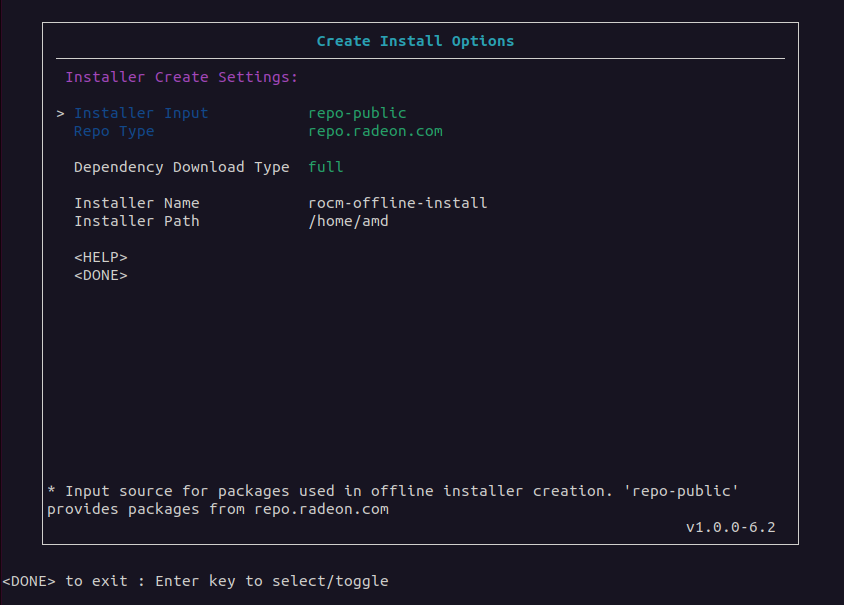 Create Install Options
Installer Create Settings:
> Installer Input repo-public
Repo Type repo.radeon.com
Dependency Download Type full
Installer Name rocm-offline-install
Installer Path /home/amd
<HELP>
<DONE>
* Input source for packages used in offline installer creation. 'repo-public'
provides packages from repo.radeon.com
v1.0.0-6.2
<DONE> to exit : Enter key to select/toggle